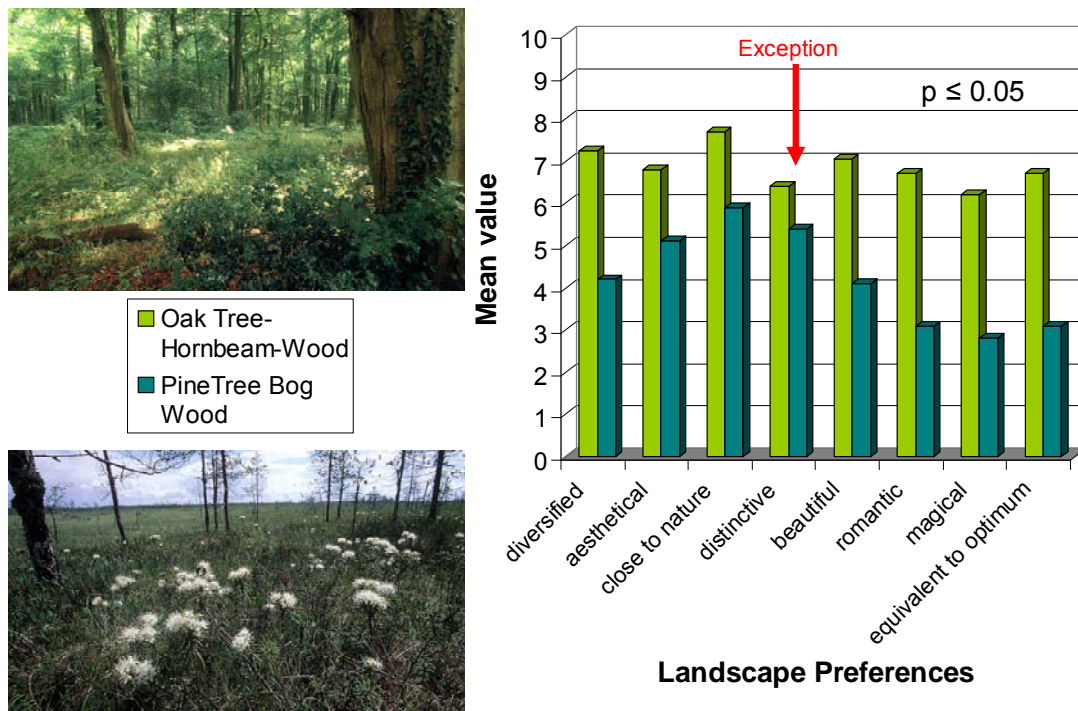 Oak Tree-
Hornbeam-Wood
PineTree Bog
Wood
Exception
p ≤ 0.05
Mean value
10
9
8
7
6
5
4
3
2
1
0
diversified
aesthetical
close to nature
distinctive
beautiful
romantic
magical
equivalent to optimum
Landscape Preferences